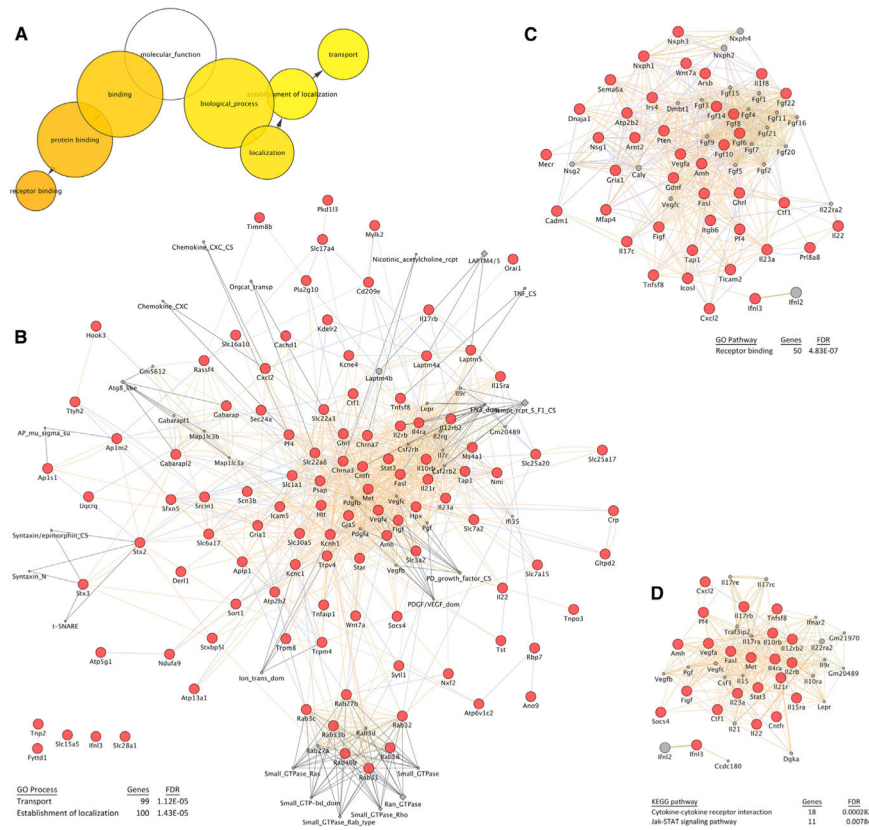 A
molecular_function
transport
binding
biological_process
establishment of localization
protein binding
localization
receptor binding
C
Nxph3
Nxph4
Nxph2
Nxph1
Wnt7a
Arsb
Il1f8
Sema6a
Irs4
Dmbt1
Fgf15
Fgf3
Fgf1
Fgf22
Fgf14
Fgf4
Fgf11
Fgf16
Dnaja1
Atp2b2
Fgf8
Fgf21
Nsg1
Arnt2
Pten
Fgf9
Fgf6
Fgf7
Fgf10
Fgf20
Mecr
Nsg2
Caly
Vegfa
Amh
Fgf5
Fgf2
Gria1
Gdnf
Fasl
Ghrl
Vegfc
Cadm1
Mfap4
Ctf1
Il22ra2
Figf
Itgb6
Pf4
Il22
Il17c
Tap1
Il23a
Prl8a8
Tnfsf8
Icosl
Ticam2
Ifnl3
Ifnl2
Cxcl2
GO Pathway Genes FDR
Receptor binding 50 4.83E-07
B
Pkd1l3
Timm8b
Mylk2
Chemokine_CXC_CS
Slc17a4
Nicotinic_acetylcholine_rcpt
LAPTM4/5
Orai1
Orgcat_transp
Pla2g10
Cd209e
TNF_CS
Chemokine_CXC
Il17rb
Hook3
Slc16a10
Cachd1
Kdelr2
Kcne4
Laptm4a
Laptm5
Rassf4
Gm5612
Cxcl2
Laptm4b
Il15ra
Atg8_like
Ctf1
Tnfsf8
Lepr
Il9r
Ttyh2
Gabarapl1
Gabarap
Sec24a
Slc22a3
Il12rb2
Gm20489
AP_mu_sigma_su
Map1lc3b
Pf4
Ghrl
Chrna7
Il2rb
Il4ra
Il2rg
Ap1m2
Csf2rb
Ms4a1
Slc25a20
Slc25a17
Gabarapl2
Map1lc3a
Slc22a8
Chrna3
Cntfr
Stat3
Il10rb
Il7r
Csf2rb2
Tap1
Nmi
Ap1s1
Slc1a1
Psap
Fasl
Il21r
Uqcrq
Sfxn5
Srcin1
Scn3b
Met
Il23a
Icam5
Htt
Pdgfb
Vegfc
Hpx
Crp
Gja5
Vegfa
Figf
Pgf
Ifi35
Slc7a2
Syntaxin/epimorphin_CS
Slc6a17
Gria1
Kcnh1
Pdgfa
Amh
Gltpd2
Stx2
Slc30a5
Syntaxin_N
Derl1
Aplp1
Kcnc1
Trpv4
Star
Slc3a2
Slc7a15
Vegfb
PD_growth_factor_CS
Stx3
Atp2b2
Il22
PDGF/VEGF_dom
Sort1
Tnfaip1
Wnt7a
Socs4
Tnpo3
t-SNARE
Stxbp5l
Tst
Atp5g1
Ndufa9
Trpm8
Trpm4
Rbp7
Ion_trans_dom
Sytl1
Nxf2
Atp13a1
Ano9
Rab27b
Atp6v1c2
Rab3c
Rab33b
Rab32
Rab3d
Rab27a
Rab18
Rab40b
Small_GTPase_Ras
Small_GTPase
Small_GTP-bd_dom
Ran_GTPase
Small_GTPase_Rho
Small_GTPase_Rab_type
Tnp2
Slc15a5
Ifnl3
Slc28a1
Fyttd1
GO Process Genes FDR
Transport 99 1.12E-05
Establishment of localization 100 1.43E-05
D
Il17re
Il17rc
Cxcl2
Il17rb
Tnfsf8
Pf4
Traf3ip2
Ifnar2
Il17ra
Il10rb
Il12rb2
Gm21970
Amh
Vegfa
Fasl
Met
Il22ra2
Il4ra
Il9r
Vegfb
Pgf
Vegfc
Il15
Il2rb
Gm20489
Csf3
Stat3
Il21r
Il10ra
Figf
Il23a
Il15ra
Lepr
Socs4
Ctf1
Il21
Il22
Cntfr
Ifnl2
Ifnl3
Ccdc180
Dgka
KEGG pathway Genes FDR
Cytokine-cytokine receptor interaction 18
Jak-STAT signaling pathway 11